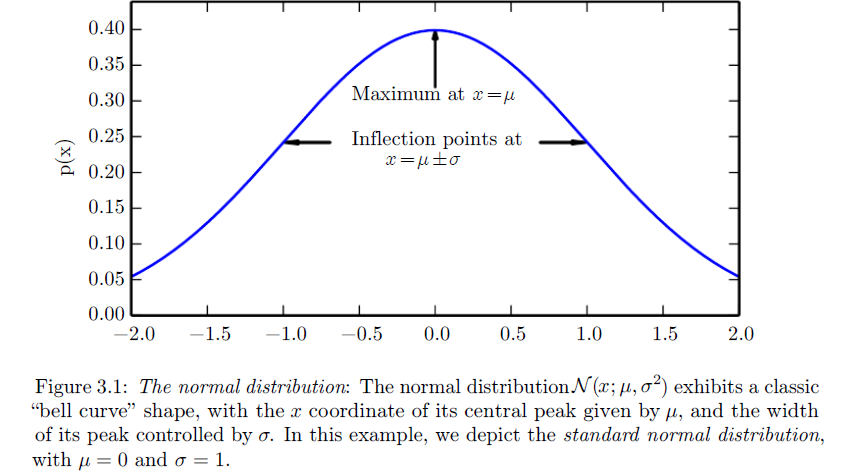 0.40
0.35
0.30
0.25
0.20
0.15
0.10
0.05
0.00
p(x)
Maximum at x=μ
Inflection points at
x=μ±σ
−2.0 −1.5 −1.0 −0.5 0.0 0.5 1.0 1.5 2.0
Figure 3.1: The normal distribution: The normal distribution 𝒩(x; μ, σ²) exhibits a classic
“bell curve” shape, with the x coordinate of its central peak given by μ, and the width
of its peak controlled by σ. In this example, we depict the standard normal distribution,
with μ = 0 and σ = 1.